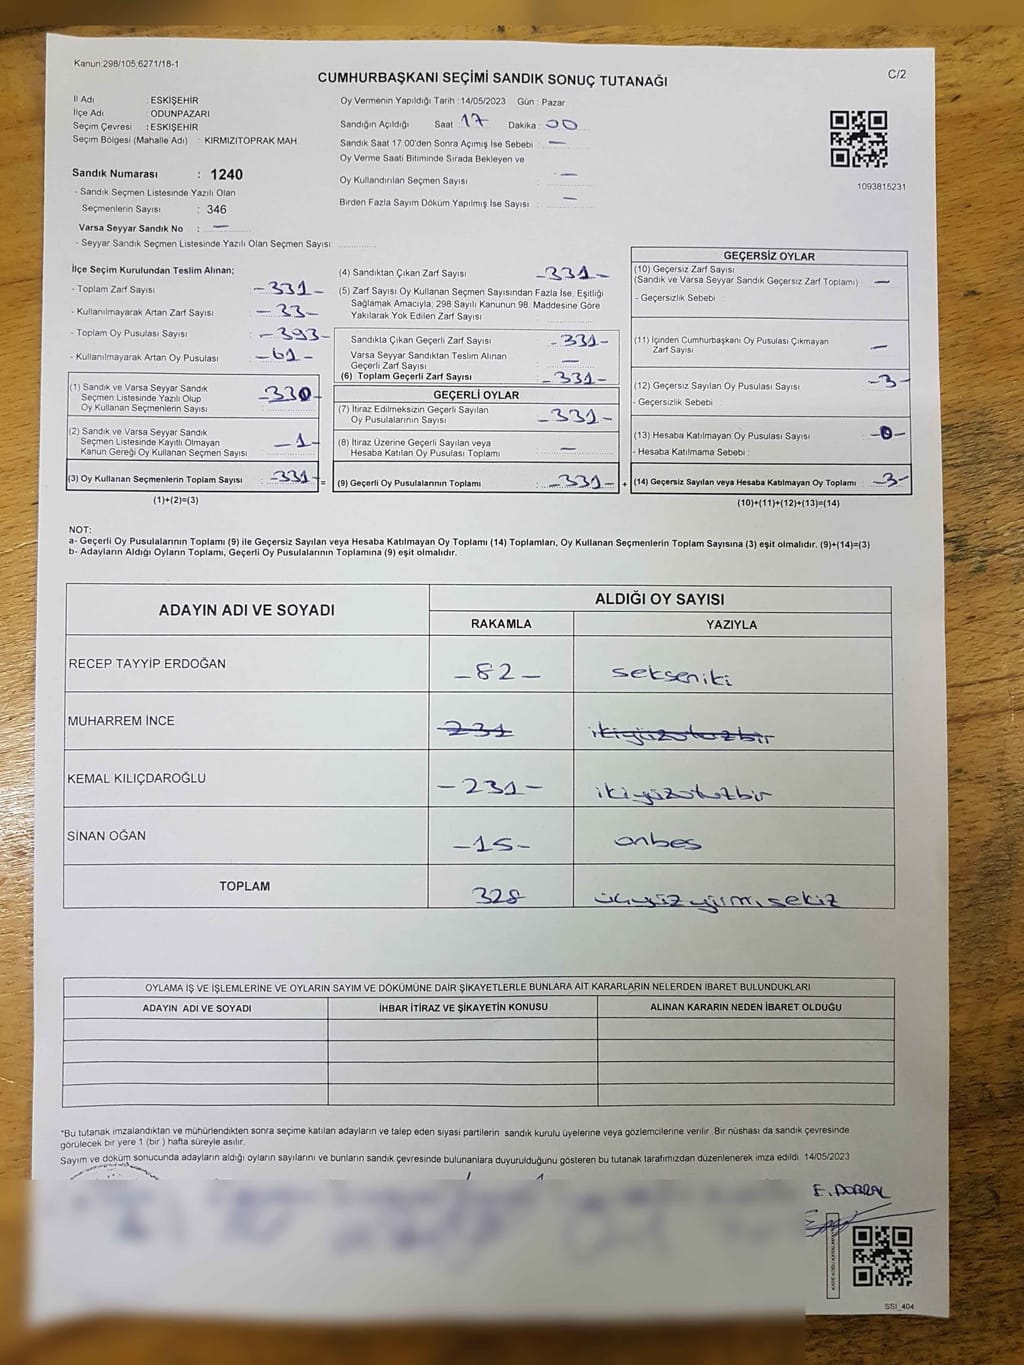 Kanun:298/105,6271/18-1
C/2
CUMHURBAŞKANI SEÇİMİ SANDIK SONUÇ TUTANAĞI
İl Adı : ESKİŞEHİR
İlçe Adı : ODUNPAZARI
Seçim Çevresi : ESKİŞEHİR
Seçim Bölgesi (Mahalle Adı) : KIRMIZITOPRAK MAH
Sandık Numarası : 1240
- Sandık Seçmen Listesinde Yazılı Olan
Seçmenlerin Sayısı : 346
Varsa Seyyar Sandık No : —
- Seyyar Sandık Seçmen Listesinde Yazılı Olan Seçmen Sayısı:
Oy Vermenin Yapıldığı Tarih : 14/05/2023 Gün : Pazar
Sandığın Açıldığı Saat 17 Dakika : 00
Sandık Saat 17:00'den Sonra Açılmış İse Sebebi : —
Oy Verme Saati Bitiminde Sırada Bekleyen ve
Oy Kullandırılan Seçmen Sayısı : —
Birden Fazla Sayım Döküm Yapılmış İse Sayısı : —
1093815231
İlçe Seçim Kurulundan Teslim Alınan;
- Toplam Zarf Sayısı -331-
- Kullanılmayarak Artan Zarf Sayısı -33-
- Toplam Oy Pusulası Sayısı -393-
- Kullanılmayarak Artan Oy Pusulası -61-
(1) Sandık ve Varsa Seyyar Sandık
Seçmen Listesinde Yazılı Olup
Oy Kullanan Seçmenlerin Sayısı -330-
(2) Sandık ve Varsa Seyyar Sandık
Seçmen Listesinde Kayıtlı Olmayan
Kanun Gereği Oy Kullanan Seçmen Sayısı -1-
(3) Oy Kullanan Seçmenlerin Toplam Sayısı : -331- =
(1)+(2)=(3)
(4) Sandıktan Çıkan Zarf Sayısı -331-
(5) Zarf Sayısı Oy Kullanan Seçmen Sayısından Fazla İse, Eşitliği
Sağlamak Amacıyla; 298 Sayılı Kanunun 98. Maddesine Göre
Yakılarak Yok Edilen Zarf Sayısı
Sandıkta Çıkan Geçerli Zarf Sayısı -331-
Varsa Seyyar Sandıktan Teslim Alınan
Geçerli Zarf Sayısı —
(6) Toplam Geçerli Zarf Sayısı -331-
GEÇERLİ OYLAR
(7) İtiraz Edilmeksizin Geçerli Sayılan
Oy Pusulalarının Sayısı -331-
(8) İtiraz Üzerine Geçerli Sayılan veya
Hesaba Katılan Oy Pusulası Toplamı —
(9) Geçerli Oy Pusulalarının Toplamı : -331- +
GEÇERSİZ OYLAR
(10) Geçersiz Zarf Sayısı
(Sandık ve Varsa Seyyar Sandık Geçersiz Zarf Toplamı) —
- Geçersizlik Sebebi :
(11) İçinden Cumhurbaşkanı Oy Pusulası Çıkmayan
Zarf Sayısı —
(12) Geçersiz Sayılan Oy Pusulası Sayısı -3-
- Geçersizlik Sebebi :
(13) Hesaba Katılmayan Oy Pusulası Sayısı -0-
- Hesaba Katılmama Sebebi :
(14) Geçersiz Sayılan veya Hesaba Katılmayan Oy Toplamı : -3-
(10)+(11)+(12)+(13)=(14)
NOT:
a- Geçerli Oy Pusulalarının Toplamı (9) ile Geçersiz Sayılan veya Hesaba Katılmayan Oy Toplamı (14) Toplamları, Oy Kullanan Seçmenlerin Toplam Sayısına (3) eşit olmalıdır. (9)+(14)=(3)
b- Adayların Aldığı Oyların Toplamı, Geçerli Oy Pusulalarının Toplamına (9) eşit olmalıdır.
ADAYIN ADI VE SOYADI
ALDIĞI OY SAYISI
RAKAMLA YAZIYLA
RECEP TAYYİP ERDOĞAN -82- sekseniki
MUHARREM İNCE 231 ikiyüzotuzbir
KEMAL KILIÇDAROĞLU -231- ikiyüzotuzbir
SİNAN OĞAN -15- onbeş
TOPLAM 328 üçyüzyirmisekiz
OYLAMA İŞ VE İŞLEMLERİNE VE OYLARIN SAYIM VE DÖKÜMÜNE DAİR ŞİKAYETLERLE BUNLARA AİT KARARLARIN NELERDEN İBARET BULUNDUKLARI
ADAYIN ADI VE SOYADI İHBAR İTİRAZ VE ŞİKAYETİN KONUSU ALINAN KARARIN NEDEN İBARET OLDUĞU
*Bu tutanak imzalandıktan ve mühürlendikten sonra seçime katılan adayların ve talep eden siyasi partilerin sandık kurulu üyelerine veya gözlemcilerine verilir. Bir nüshası da sandık çevresinde
görülecek bir yere 1 (bir ) hafta süreyle asılır.
Sayım ve döküm sonucunda adayların aldığı oyların sayılarını ve bunların sandık çevresinde bulunanlara duyurulduğunu gösteren bu tutanak tarafımızdan düzenlenerek imza edildi. 14/05/2023
SSI_404